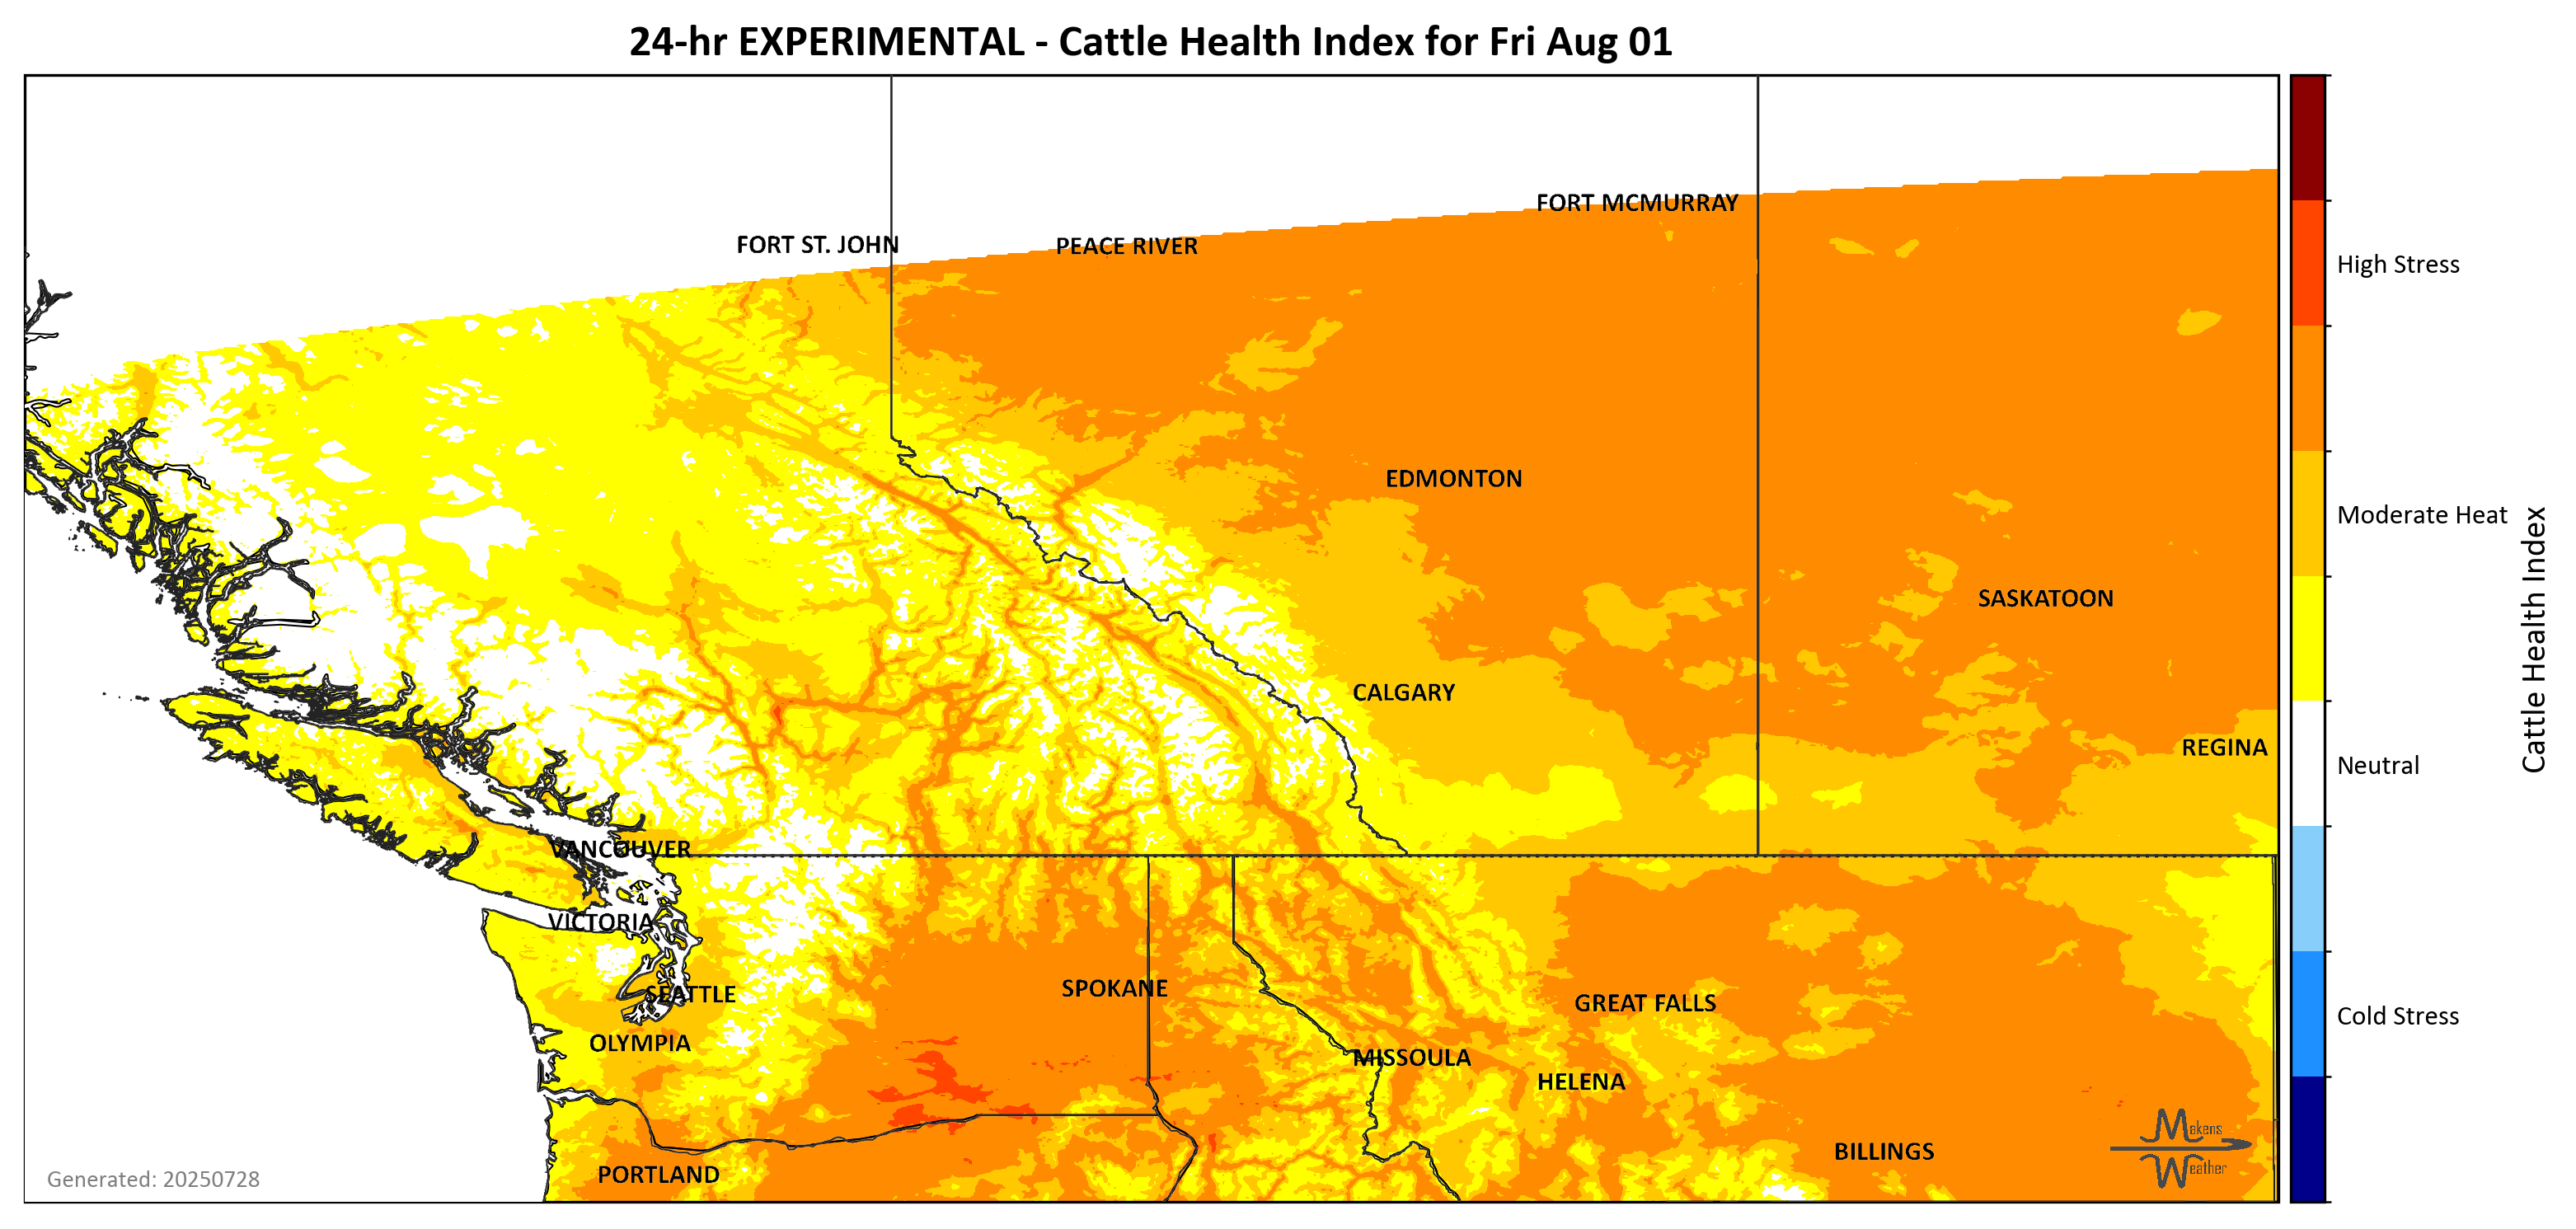 24-hr EXPERIMENTAL - Cattle Health Index for Fri Aug 01
FORT MCMURRAY
FORT ST. JOHN
PEACE RIVER
High Stress
EDMONTON
Moderate Heat
SASKATOON
Cattle Health Index
CALGARY
REGINA
Neutral
VANCOUVER
VICTORIA
SPOKANE
SEATTLE
GREAT FALLS
Cold Stress
OLYMPIA
MISSOULA
HELENA
Makens
Weather
BILLINGS
PORTLAND
Generated: 20250728